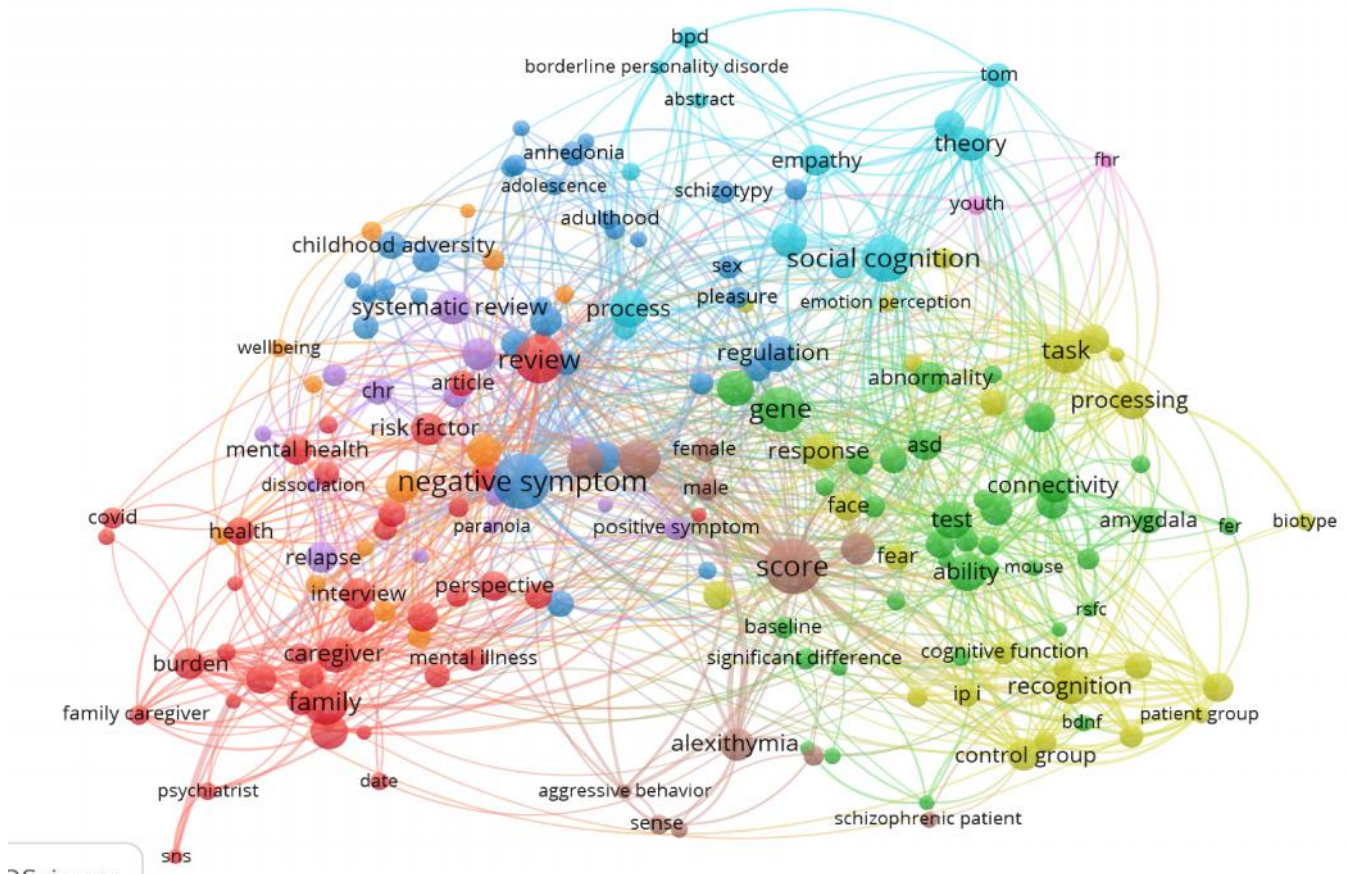 bpd
borderline personality disorde
tom
abstract
theory
anhedonia
empathy
fhr
adolescence
schizotypy
youth
adulthood
childhood adversity
social cognition
sex
systematic review
process
pleasure
emotion perception
wellbeing
review
regulation
task
article
abnormality
chr
gene
processing
risk factor
mental health
female
response
asd
dissociation
negative symptom
male
connectivity
face
covid
health
paranoia
positive symptom
test
amygdala
fer
biotype
relapse
score
fear
ability
mouse
interview
perspective
rsfc
baseline
burden
caregiver
mental illness
significant difference
cognitive function
recognition
ip i
family
family caregiver
patient group
bdnf
alexithymia
control group
date
psychiatrist
aggressive behavior
sense
schizophrenic patient
sns